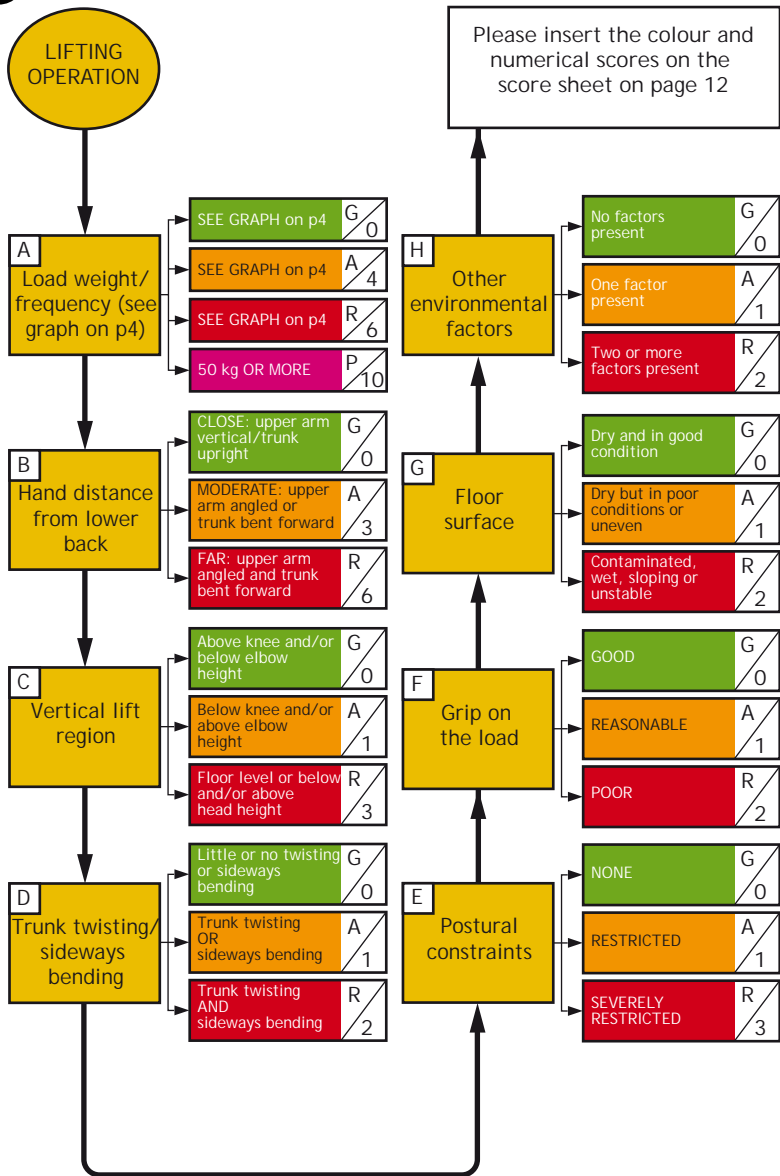 LIFTING
OPERATION
A
Load weight/
frequency (see
graph on p4)
SEE GRAPH on p4
G/0
SEE GRAPH on p4
A/4
SEE GRAPH on p4
R/6
50 kg OR MORE
P/10
B
Hand distance
from lower
back
CLOSE: upper arm
vertical/trunk
upright
G/0
MODERATE: upper
arm angled or
trunk bent forward
A/3
FAR: upper arm
angled and trunk
bent forward
R/6
C
Vertical lift
region
Above knee and/or
below elbow
height
G/0
Below knee and/or
above elbow
height
A/1
Floor level or below
and/or above
head height
R/3
D
Trunk twisting/
sideways
bending
Little or no twisting
or sideways
bending
G/0
Trunk twisting
OR
sideways bending
A/1
Trunk twisting
AND
sideways bending
R/2
E
Postural
constraints
NONE
G/0
RESTRICTED
A/1
SEVERELY
RESTRICTED
R/3
F
Grip on
the load
GOOD
G/0
REASONABLE
A/1
POOR
R/2
G
Floor
surface
Dry and in good
condition
G/0
Dry but in poor
conditions or
uneven
A/1
Contaminated,
wet, sloping or
unstable
R/2
H
Other
environmental
factors
No factors
present
G/0
One factor
present
A/1
Two or more
factors present
R/2
Please insert the colour and
numerical scores on the
score sheet on page 12